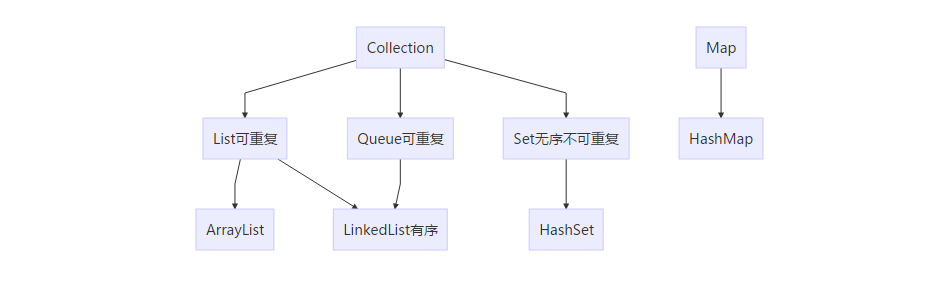 Collection
Map
List可重复
Queue可重复
Set无序不可重复
HashMap
ArrayList
LinkedList有序
HashSet